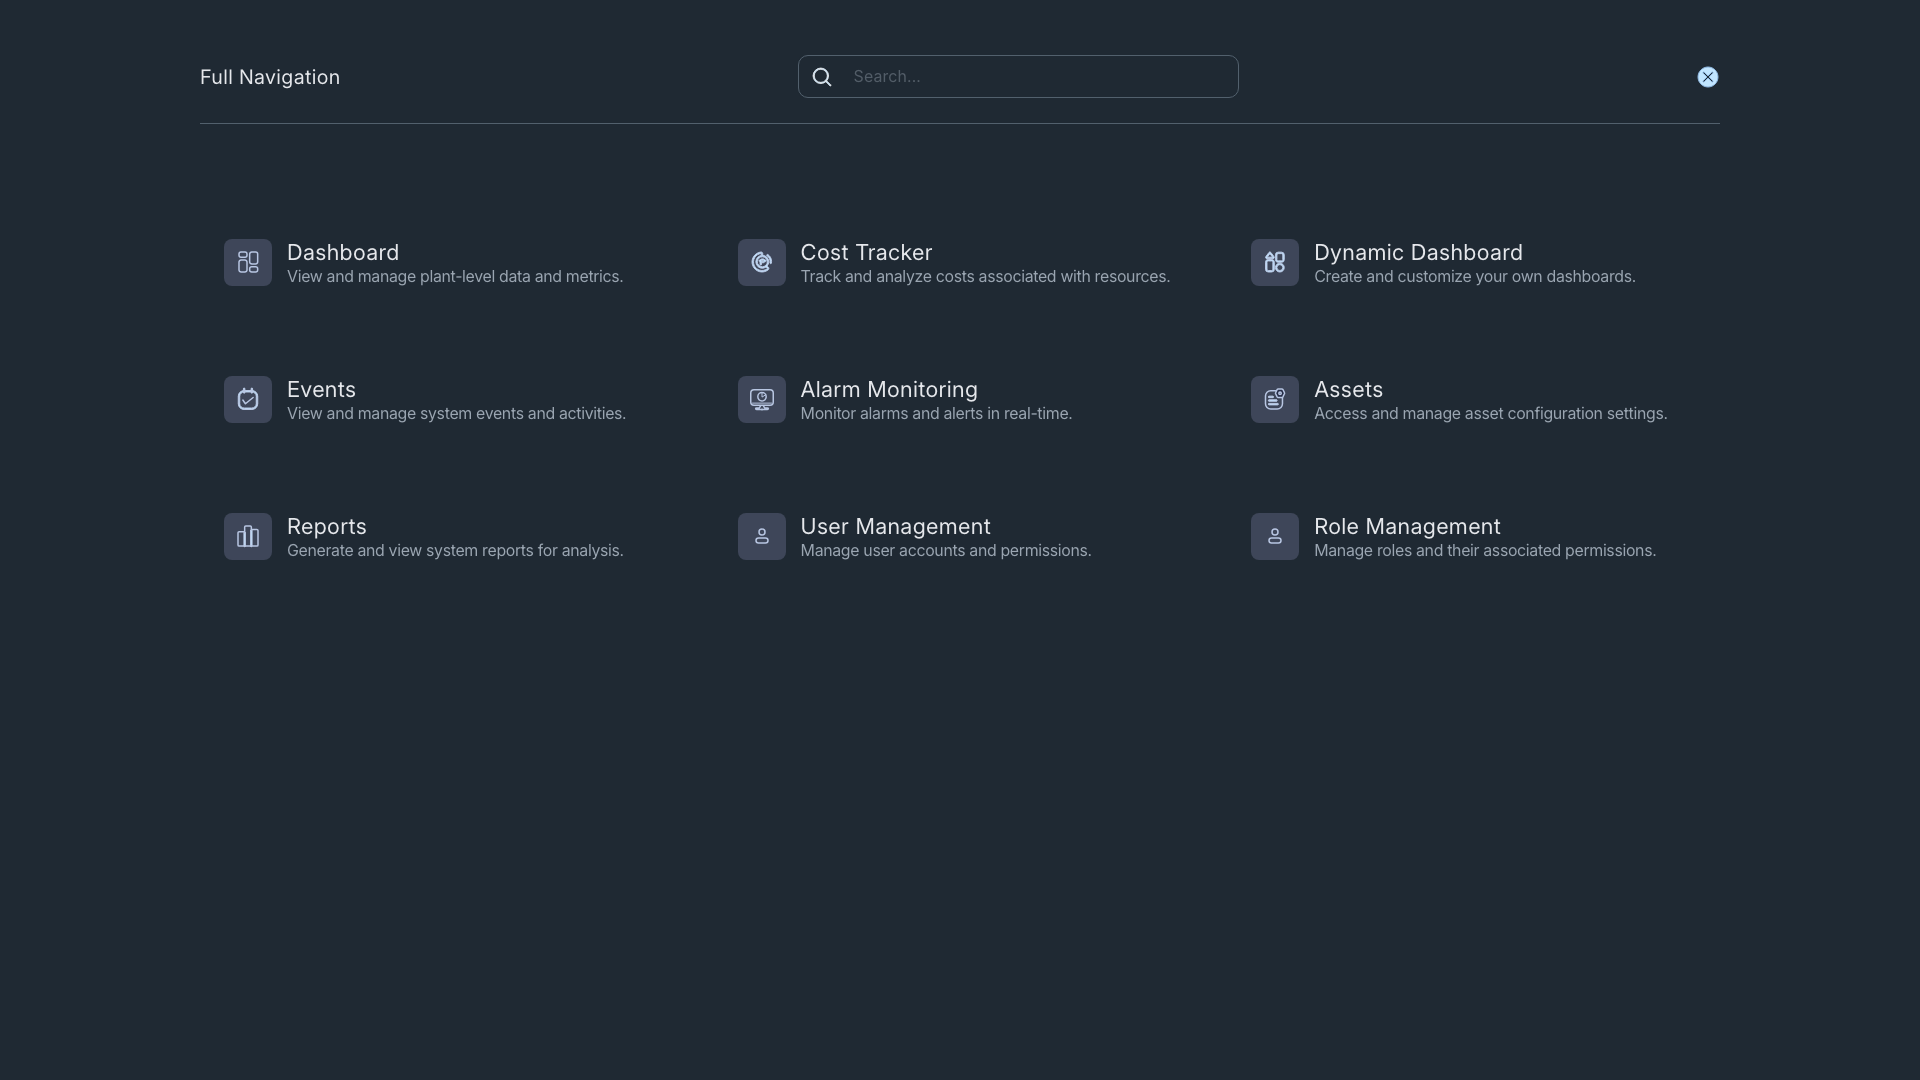 Full Navigation
Search...
Dashboard
View and manage plant-level data and metrics.
Cost Tracker
Track and analyze costs associated with resources.
Dynamic Dashboard
Create and customize your own dashboards.
Events
View and manage system events and activities.
Alarm Monitoring
Monitor alarms and alerts in real-time.
Assets
Access and manage asset configuration settings.
Reports
Generate and view system reports for analysis.
User Management
Manage user accounts and permissions.
Role Management
Manage roles and their associated permissions.